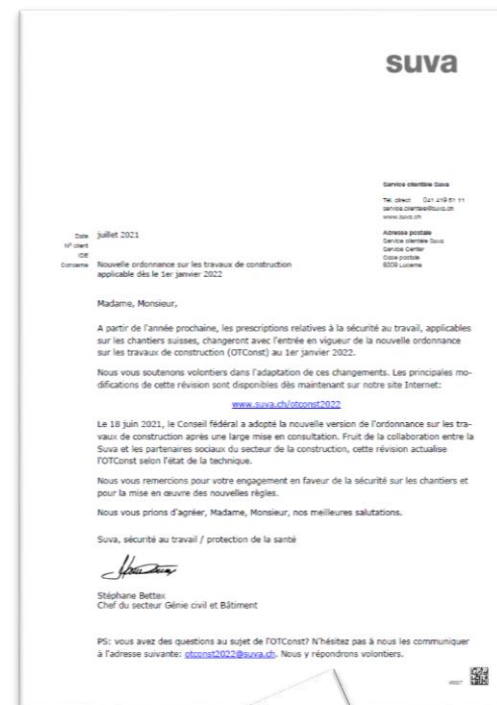 suva
Service clientèle Suva
Tél. direct 041 419 51 11
service.clientele@suva.ch
www.suva.ch
Adresse postale
Service clientèle Suva
Service Center
Case postale
6009 Lucerne
Date juillet 2021
N° client
IDE
Concerne Nouvelle ordonnance sur les travaux de construction
applicable dès le 1er janvier 2022
Madame, Monsieur,
A partir de l'année prochaine, les prescriptions relatives à la sécurité au travail, applicables
sur les chantiers suisses, changeront avec l'entrée en vigueur de la nouvelle ordonnance
sur les travaux de construction (OTConst) au 1er janvier 2022.
Nous vous soutenons volontiers dans l'adaptation de ces changements. Les principales mo-
difications de cette révision sont disponibles dès maintenant sur notre site Internet:
www.suva.ch/otconst2022
Le 18 juin 2021, le Conseil fédéral a adopté la nouvelle version de l'ordonnance sur les tra-
vaux de construction après une large mise en consultation. Fruit de la collaboration entre la
Suva et les partenaires sociaux du secteur de la construction, cette révision actualise
l'OTConst selon l'état de la technique.
Nous vous remercions pour votre engagement en faveur de la sécurité sur les chantiers et
pour la mise en œuvre des nouvelles règles.
Nous vous prions d'agréer, Madame, Monsieur, nos meilleures salutations.
Suva, sécurité au travail / protection de la santé
Stéphane Bettex
Chef du secteur Génie civil et Bâtiment
PS: vous avez des questions au sujet de l'OTConst? N'hésitez pas à nous les communiquer
à l'adresse suivante: otconst2022@suva.ch. Nous y répondrons volontiers.